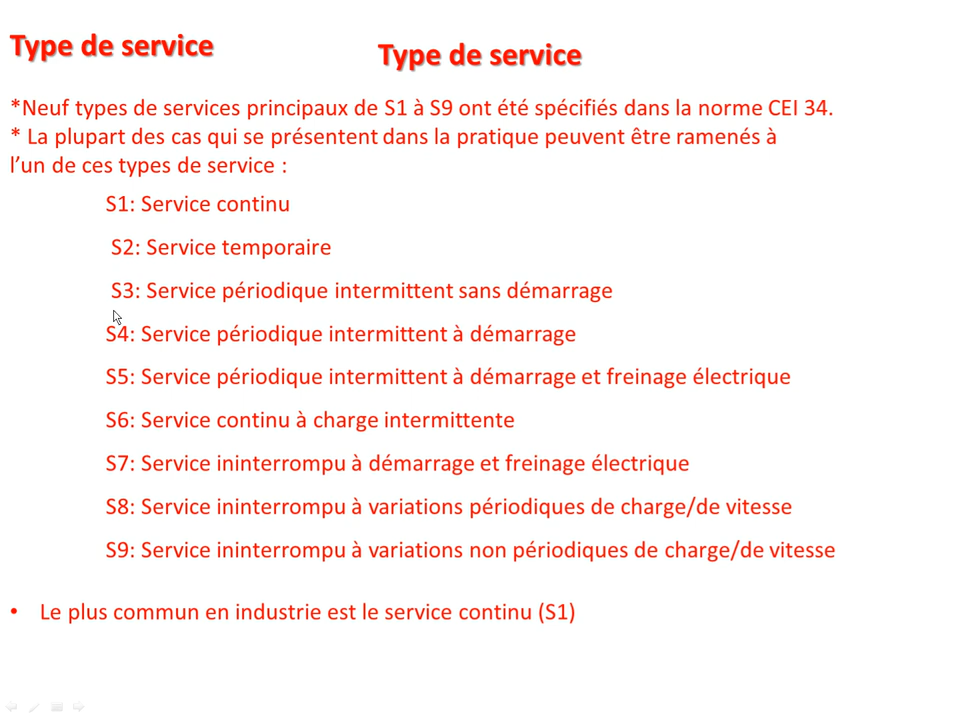 Type de service
Type de service
*Neuf types de services principaux de S1 à S9 ont été spécifiés dans la norme CEI 34.
* La plupart des cas qui se présentent dans la pratique peuvent être ramenés à
l’un de ces types de service :
S1: Service continu
S2: Service temporaire
S3: Service périodique intermittent sans démarrage
S4: Service périodique intermittent à démarrage
S5: Service périodique intermittent à démarrage et freinage électrique
S6: Service continu à charge intermittente
S7: Service ininterrompu à démarrage et freinage électrique
S8: Service ininterrompu à variations périodiques de charge/de vitesse
S9: Service ininterrompu à variations non périodiques de charge/de vitesse
• Le plus commun en industrie est le service continu (S1)